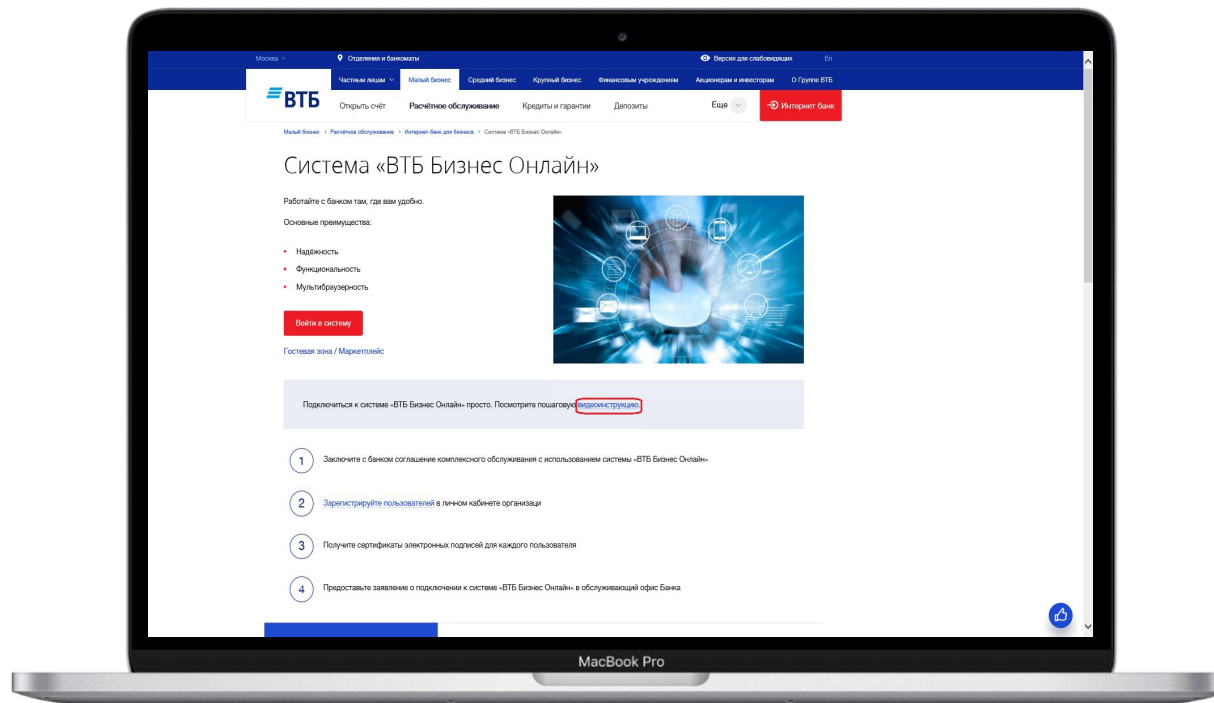 Москва
Отделения и банкоматы
Версия для слабовидящих
En
Частным лицам
Малый бизнес
Средний бизнес
Крупный бизнес
Финансовым учреждениям
Акционерам и инвесторам
О Группе ВТБ
ВТБ
Открыть счёт
Расчётное обслуживание
Кредиты и гарантии
Депозиты
Еще
Интернет банк
Малый бизнес › Расчётное обслуживание › Интернет-банк для бизнеса › Система «ВТБ Бизнес Онлайн»
Система «ВТБ Бизнес Онлайн»
Работайте с банком там, где вам удобно.
Основные преимущества:
Надёжность
Функциональность
Мультибраузерность
Войти в систему
Гостевая зона / Маркетплейс
Подключиться к системе «ВТБ Бизнес Онлайн» просто. Посмотрите пошаговую видеоинструкцию.
1 Заключите с банком соглашение комплексного обслуживания с использованием системы «ВТБ Бизнес Онлайн»
2 Зарегистрируйте пользователей в личном кабинете организаци
3 Получите сертификаты электронных подписей для каждого пользователя
4 Предоставьте заявление о подключении к системе «ВТБ Бизнес Онлайн» в обслуживающий офис Банка
MacBook Pro